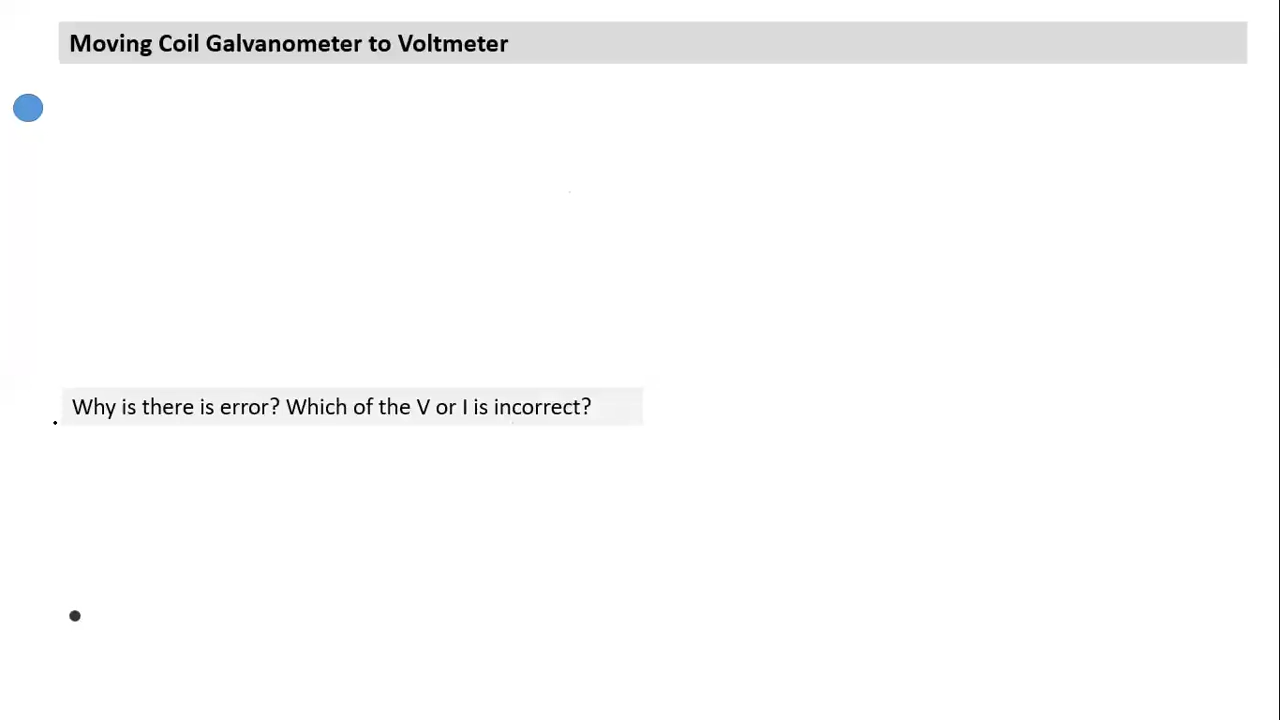 Moving Coil Galvanometer to Voltmeter
Why is there is error? Which of the V or I is incorrect?